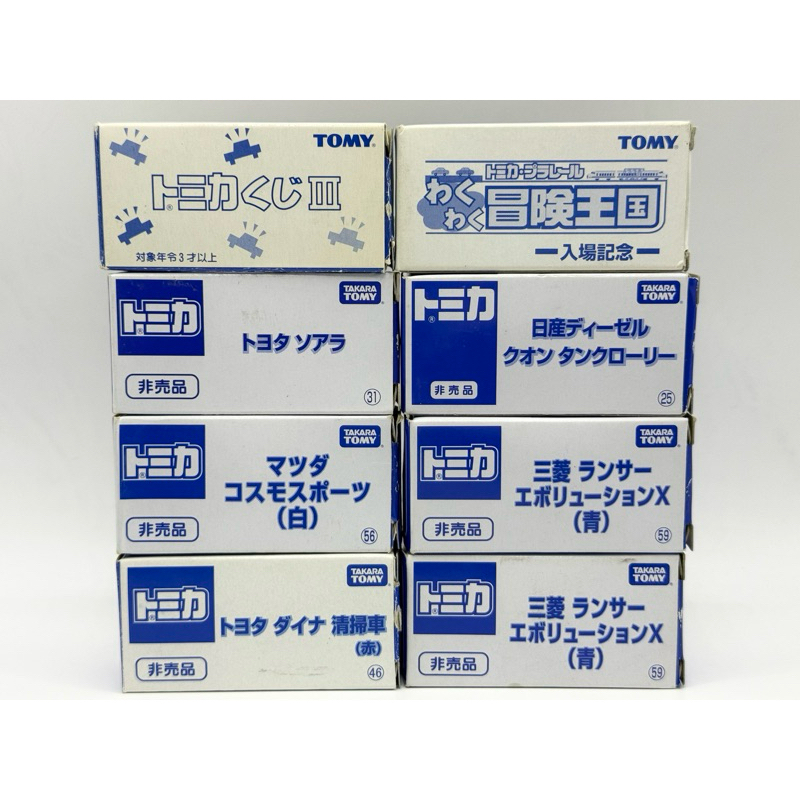 TOMY
トミカくじⅢ
対象年令3才以上
TOMY
トミカ・プラレール
わくわく冒険王国
入場記念
トミカ
TAKARA TOMY
トヨタ ソアラ
非売品
31
トミカ
TAKARA TOMY
日産ディーゼル
クオン タンクローリー
非売品
25
トミカ
TAKARA TOMY
マツダ
コスモスポーツ
(白)
非売品
56
トミカ
TAKARA TOMY
三菱 ランサー
エボリューションX
(青)
非売品
59
トミカ
TAKARA TOMY
トヨタ ダイナ 清掃車
(赤)
非売品
46
トミカ
TAKARA TOMY
三菱 ランサー
エボリューションX
(青)
非売品
59